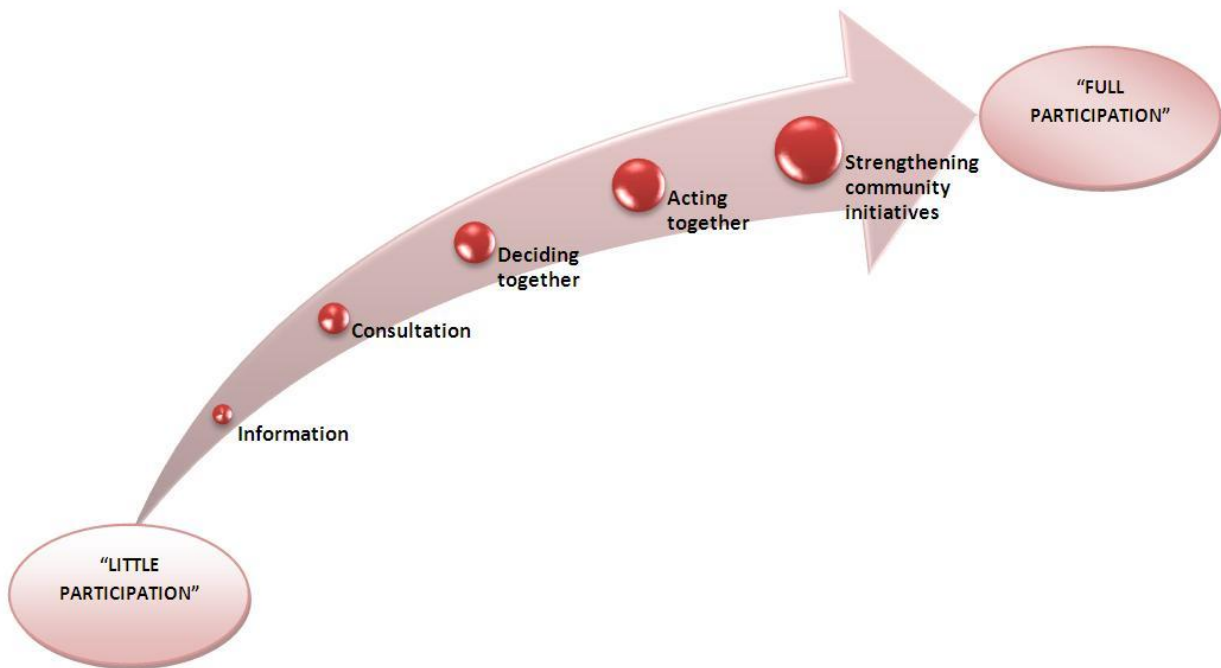 “FULL
PARTICIPATION”
Strengthening
community
initiatives
Acting
together
Deciding
together
Consultation
Information
“LITTLE
PARTICIPATION”